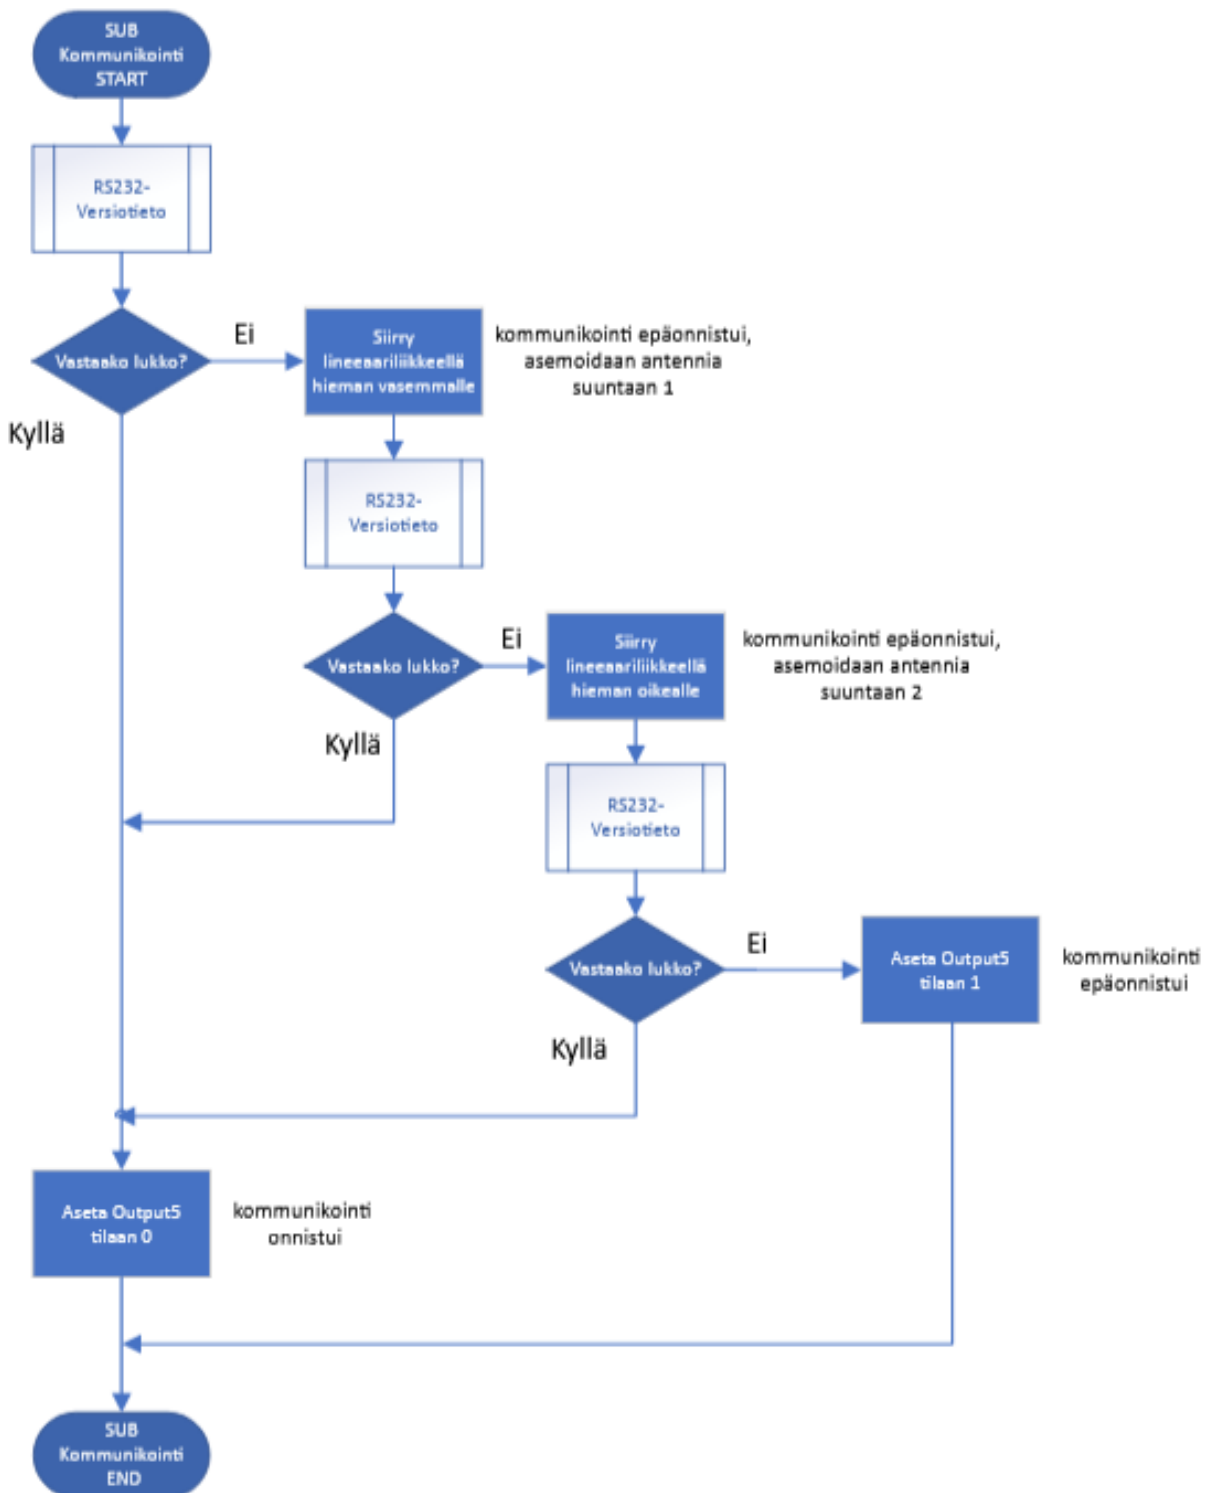 SUB
Kommunikointi
START
RS232-
Versiotieto
Vastaako lukko?
Ei
Kyllä
Siirry
lineeaariliikkeellä
hieman vasemmalle
kommunikointi epäonnistui,
asemoidaan antennia
suuntaan 1
RS232-
Versiotieto
Vastaako lukko?
Ei
Kyllä
Siirry
lineeaariliikkeellä
hieman oikealle
kommunikointi epäonnistui,
asemoidaan antennia
suuntaan 2
RS232-
Versiotieto
Vastaako lukko?
Ei
Kyllä
Aseta Output5
tilaan 1
kommunikointi
epäonnistui
Aseta Output5
tilaan 0
kommunikointi
onnistui
SUB
Kommunikointi
END